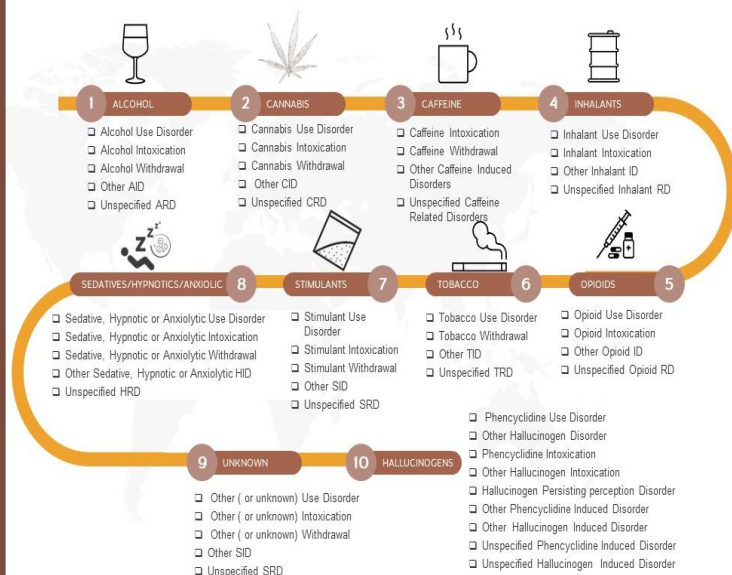 1 ALCOHOL
❑ Alcohol Use Disorder
❑ Alcohol Intoxication
❑ Alcohol Withdrawal
❑ Other AID
❑ Unspecified ARD
2 CANNABIS
❑ Cannabis Use Disorder
❑ Cannabis Intoxication
❑ Cannabis Withdrawal
❑ Other CID
❑ Unspecified CRD
3 CAFFEINE
❑ Caffeine Intoxication
❑ Caffeine Withdrawal
❑ Other Caffeine Induced
Disorders
❑ Unspecified Caffeine
Related Disorders
4 INHALANTS
❑ Inhalant Use Disorder
❑ Inhalant Intoxication
❑ Other Inhalant ID
❑ Unspecified Inhalant RD
OPIOIDS 5
❑ Opioid Use Disorder
❑ Opioid Intoxication
❑ Other Opioid ID
❑ Unspecified Opioid RD
TOBACCO 6
❑ Tobacco Use Disorder
❑ Tobacco Withdrawal
❑ Other TID
❑ Unspecified TRD
STIMULANTS 7
❑ Stimulant Use
Disorder
❑ Stimulant Intoxication
❑ Stimulant Withdrawal
❑ Other SID
❑ Unspecified SRD
zzz
SEDATIVES/HYPNOTICS/ANXIOLIC 8
❑ Sedative, Hypnotic or Anxiolytic Use Disorder
❑ Sedative, Hypnotic or Anxiolytic Intoxication
❑ Sedative, Hypnotic or Anxiolytic Withdrawal
❑ Other Sedative, Hypnotic or Anxiolytic HID
❑ Unspecified HRD
9 UNKNOWN
❑ Other ( or unknown) Use Disorder
❑ Other ( or unknown) Intoxication
❑ Other ( or unknown) Withdrawal
❑ Other SID
❑ Unspecified SRD
10 HALLUCINOGENS
❑ Phencyclidine Use Disorder
❑ Other Hallucinogen Disorder
❑ Phencyclidine Intoxication
❑ Other Hallucinogen Intoxication
❑ Hallucinogen Persisting perception Disorder
❑ Other Phencyclidine Induced Disorder
❑ Other Hallucinogen Induced Disorder
❑ Unspecified Phencyclidine Induced Disorder
❑ Unspecified Hallucinogen Induced Disorder